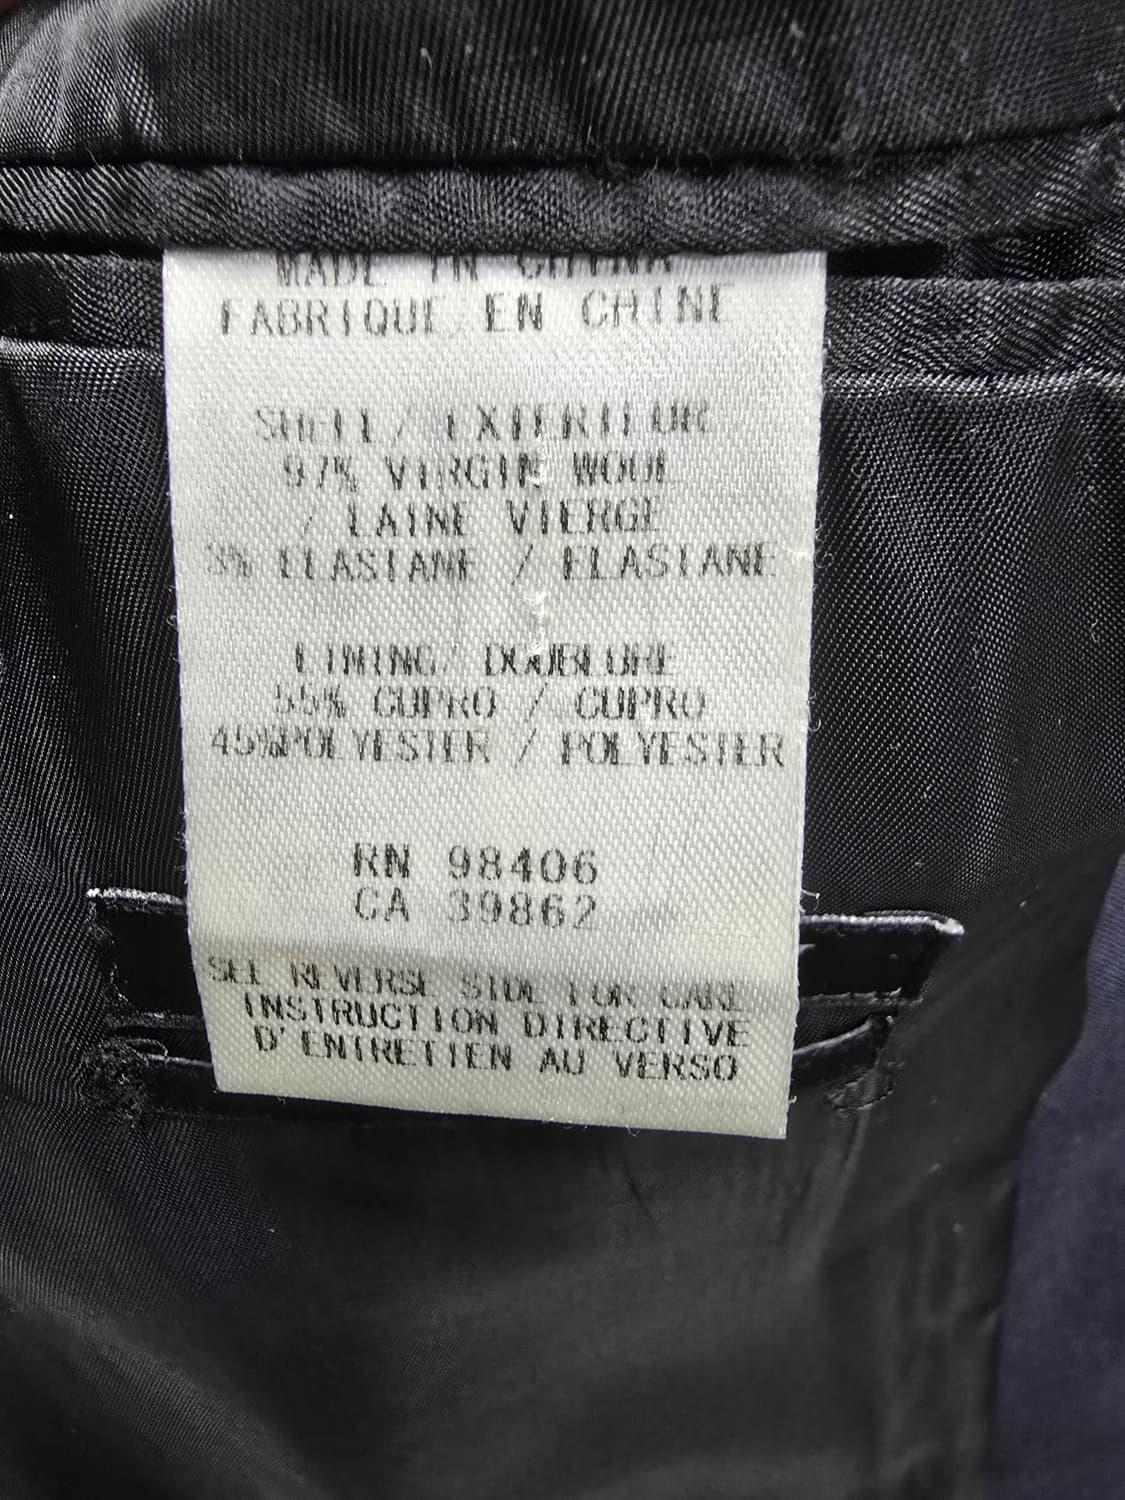 MADE IN CHINA
FABRIQUE EN CHINE
SHELL / EXTERIEUR
97% VIRGIN WOOL
/ LAINE VIERGE
3% ELASTANE / ELASTANE
LINING/ DOUBLURE
55% CUPRO / CUPRO
45%POLYESTER / POLYESTER
RN 98406
CA 39862
SEE REVERSE SIDE FOR CARE
INSTRUCTION DIRECTIVE
D'ENTRETIEN AU VERSO